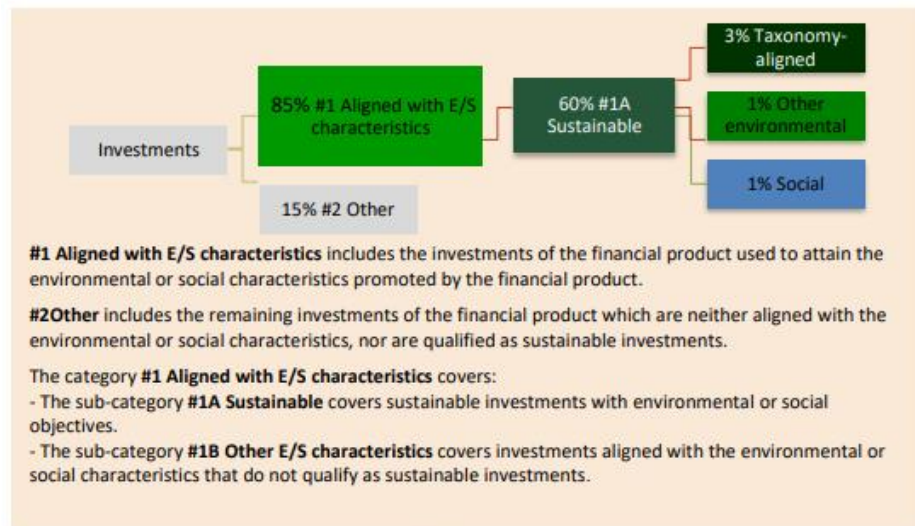 3% Taxonomy-
aligned
85% #1 Aligned with E/S
characteristics
60% #1A
Sustainable
1% Other
environmental
Investments
1% Social
15% #2 Other
#1 Aligned with E/S characteristics includes the investments of the financial product used to attain the
environmental or social characteristics promoted by the financial product.
#2Other includes the remaining investments of the financial product which are neither aligned with the
environmental or social characteristics, nor are qualified as sustainable investments.
The category #1 Aligned with E/S characteristics covers:
- The sub-category #1A Sustainable covers sustainable investments with environmental or social
objectives.
- The sub-category #1B Other E/S characteristics covers investments aligned with the environmental or
social characteristics that do not qualify as sustainable investments.